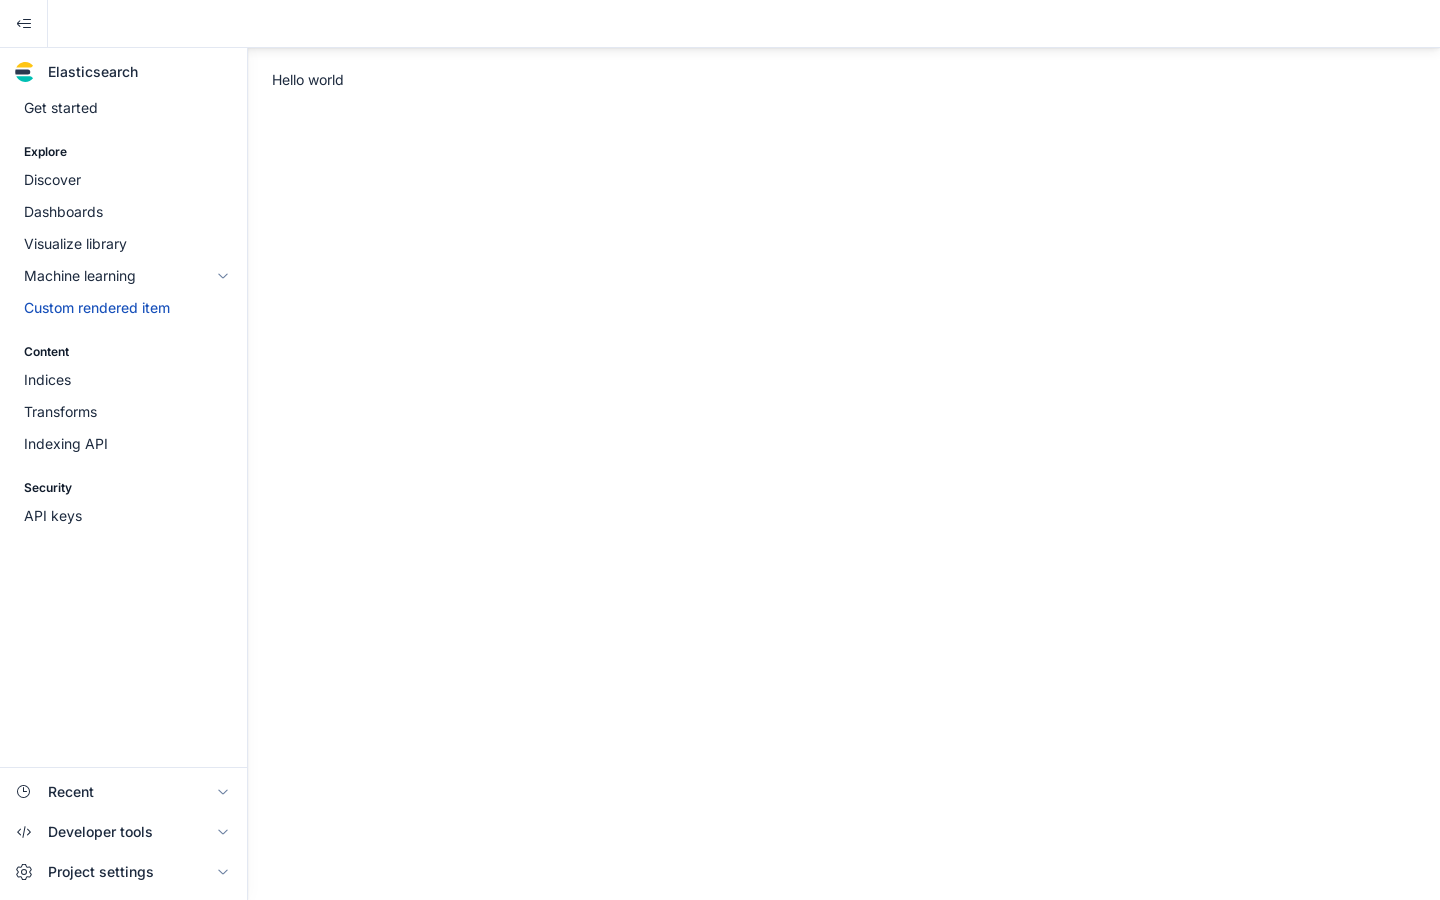 Elasticsearch
Get started
Explore
Discover
Dashboards
Visualize library
Machine learning
Custom rendered item
Content
Indices
Transforms
Indexing API
Security
API keys
Recent
Developer tools
Project settings
Hello world